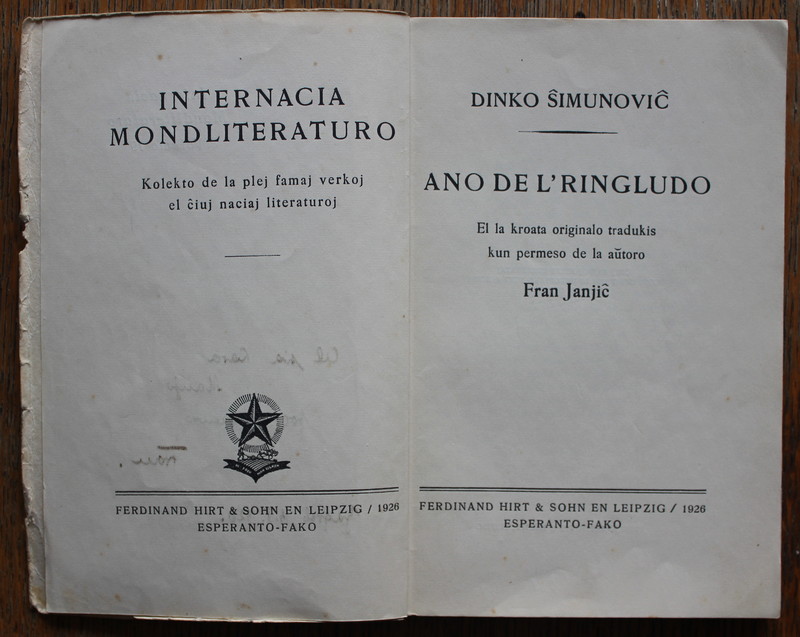 INTERNACIA
MONDLITERATURO
Kolekto de la plej famaj verkoj
el ĉiuj naciaj literaturoj
FERDINAND HIRT & SOHN EN LEIPZIG / 1926
ESPERANTO-FAKO
DINKO ŜIMUNOVIĈ
ANO DE L'RINGLUDO
El la kroata originalo tradukis
kun permeso de la aŭtoro
Fran Janjiĉ
FERDINAND HIRT & SOHN EN LEIPZIG / 1926
ESPERANTO-FAKO